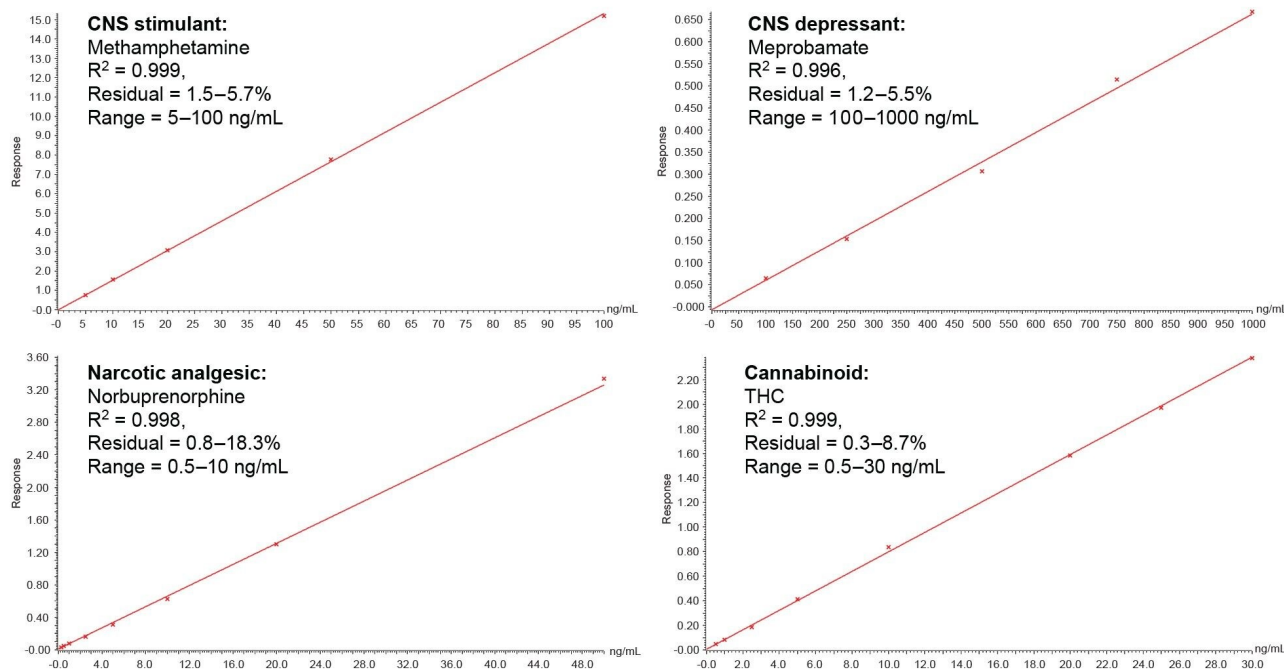 CNS stimulant:
Methamphetamine
R² = 0.999,
Residual = 1.5–5.7%
Range = 5–100 ng/mL
Response
15.0
14.0
13.0
12.0
11.0
10.0
9.0
8.0
7.0
6.0
5.0
4.0
3.0
2.0
1.0
-0.0
-0 5 10 15 20 25 30 35 40 45 50 55 60 65 70 75 80 85 90 95 100 ng/mL
CNS depressant:
Meprobamate
R² = 0.996,
Residual = 1.2–5.5%
Range = 100–1000 ng/mL
Response
0.650
0.600
0.550
0.500
0.450
0.400
0.350
0.300
0.250
0.200
0.150
0.100
0.050
-0.000
-0 50 100 150 200 250 300 350 400 450 500 550 600 650 700 750 800 850 900 950 1000 ng/mL
Narcotic analgesic:
Norbuprenorphine
R² = 0.998,
Residual = 0.8–18.3%
Range = 0.5–10 ng/mL
Response
3.60
3.20
2.80
2.40
2.00
1.60
1.20
0.80
0.40
-0.00
-0.0 4.0 8.0 12.0 16.0 20.0 24.0 28.0 32.0 36.0 40.0 44.0 48.0 ng/mL
Cannabinoid:
THC
R² = 0.999,
Residual = 0.3–8.7%
Range = 0.5–30 ng/mL
Response
2.20
2.00
1.80
1.60
1.40
1.20
1.00
0.80
0.60
0.40
0.20
-0.00
-0.0 2.0 4.0 6.0 8.0 10.0 12.0 14.0 16.0 18.0 20.0 22.0 24.0 26.0 28.0 30.0 ng/mL